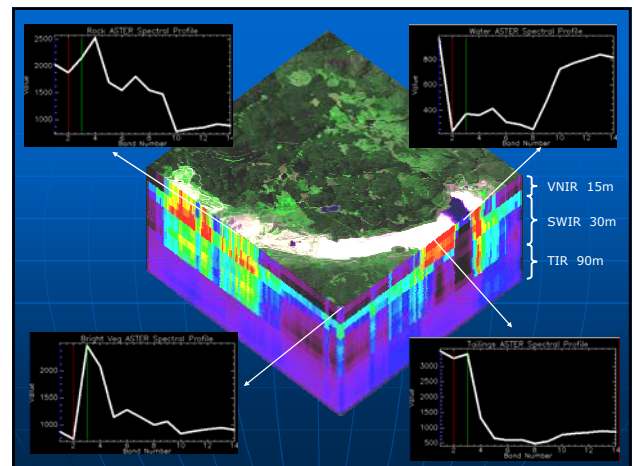 Rock ASTER Spectral Profile
Value
2500
2000
1500
1000
2 4 6 8 10 12 14
Band Number
Water ASTER Spectral Profile
Value
800
600
400
2 4 6 8 10 12 14
Band Number
VNIR 15m
SWIR 30m
TIR 90m
Bright Veg ASTER Spectral Profile
Value
2000
1500
1000
2 4 6 8 10 12 14
Band Number
Tailings ASTER Spectral Profile
Value
3500
3000
2500
2000
1500
1000
500
2 4 6 8 10 12 14
Band Number